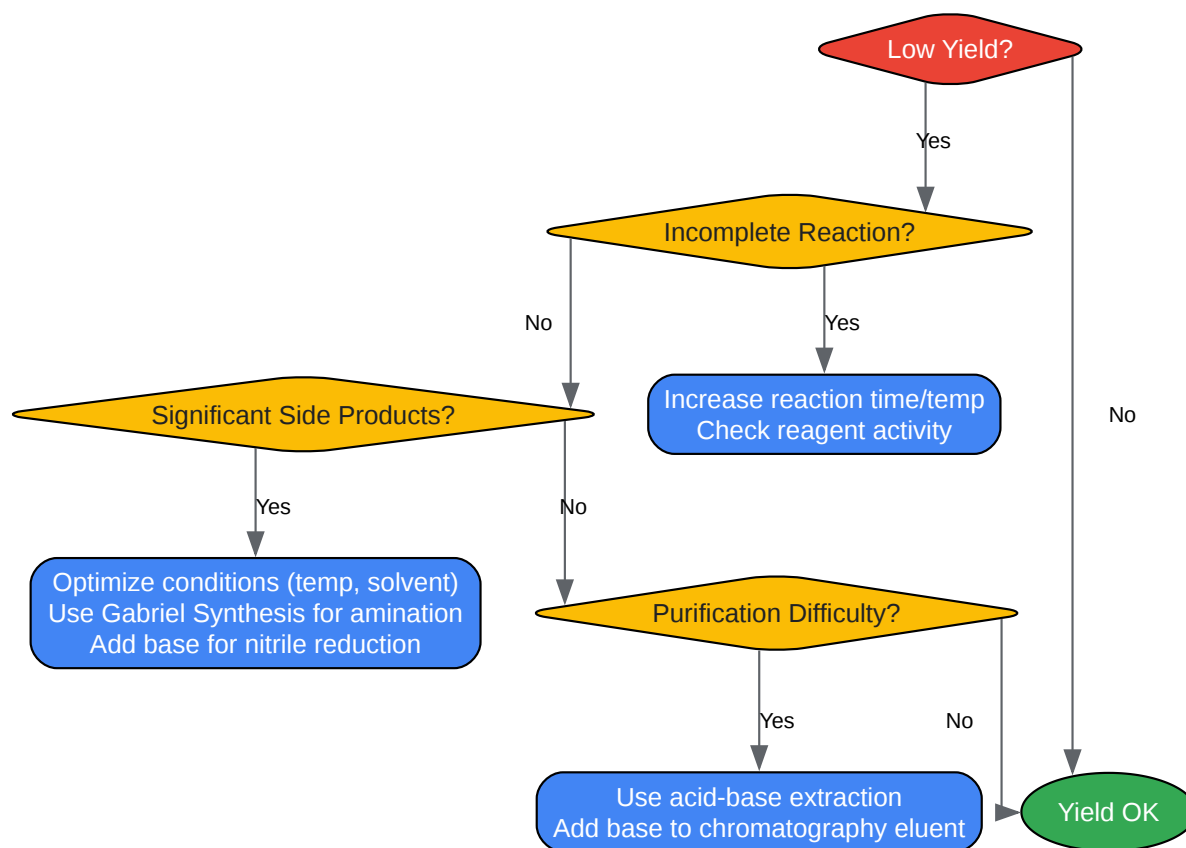 Low Yield?
Yes
Incomplete Reaction?
No
Yes
Increase reaction time/temp
Check reagent activity
No
Significant Side Products?
Yes
No
Optimize conditions (temp, solvent)
Use Gabriel Synthesis for amination
Add base for nitrile reduction
Purification Difficulty?
Yes
No
Use acid-base extraction
Add base to chromatography eluent
Yield OK